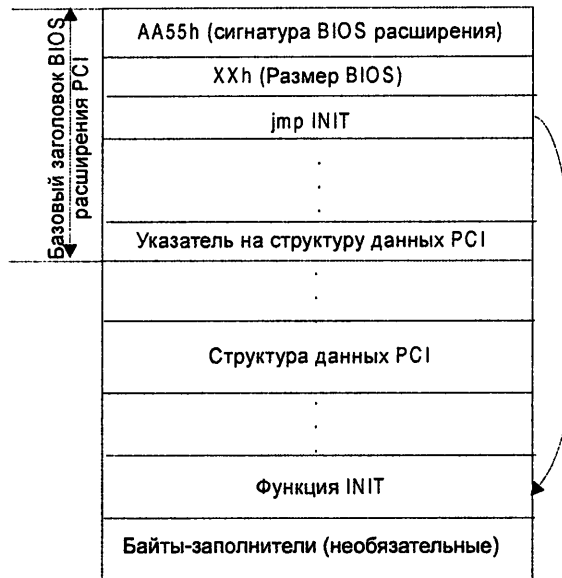 Базовый заголовок BIOS
расширения PCI
AA55h (сигнатура BIOS расширения)
XXh (Размер BIOS)
jmp INIT
Указатель на структуру данных PCI
Структура данных PCI
Функция INIT
Байты-заполнители (необязательные)